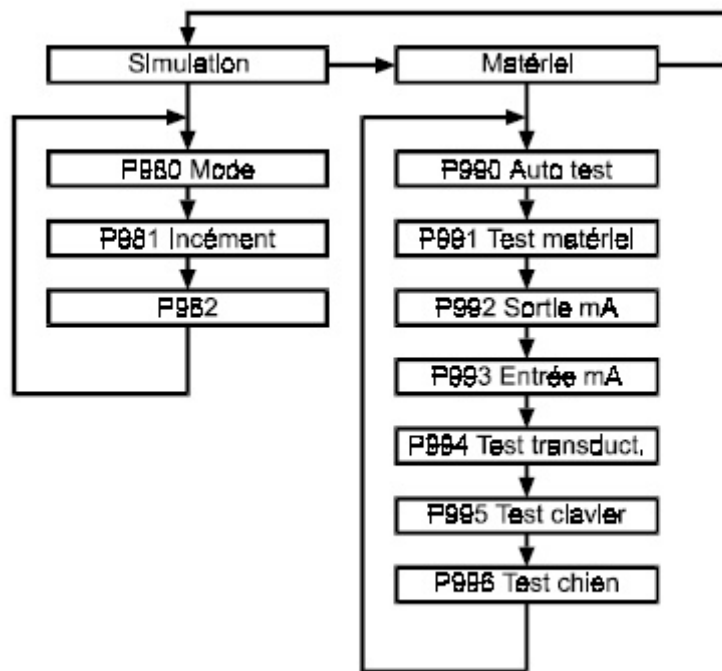 Simulation
Matériel
P980 Mode
P981 Incément
P982
P990 Auto test
P991 Test matériel
P992 Sortie mA
P993 Entrée mA
P994 Test transduct.
P995 Test clavier
P996 Test chien